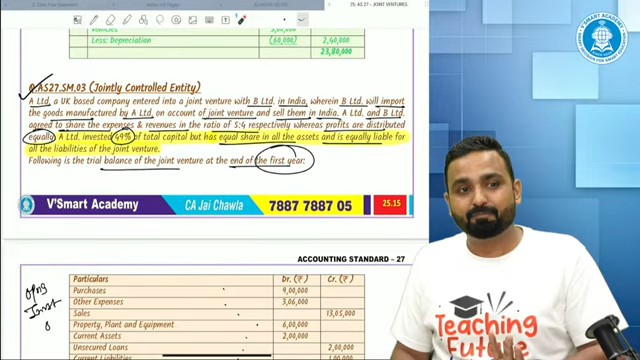 25. AS 27 - JOINT VENTURES
Less: Depreciation (60,000) 2,40,000
23,80,000
Q.AS27.SM.03 (Jointly Controlled Entity)
A Ltd. a UK based company entered into a joint venture with B Ltd. in India, wherein B Ltd. will import
the goods manufactured by A Ltd. on account of joint venture and sell them in India. A Ltd. and B Ltd.
agreed to share the expenses & revenues in the ratio of 5:4 respectively whereas profits are distributed
equally. A Ltd. invested 49% of total capital but has equal share in all the assets and is equally liable for
all the liabilities of the joint venture.
Following is the trial balance of the joint venture at the end of the first year:
V'Smart Academy CA Jai Chawla 7887 7887 05 25.15
ACCOUNTING STANDARD - 27
Particulars Dr. (₹) Cr. (₹)
Purchases 9,00,000
Other Expenses 3,06,000
Sales 13,05,000
Property, Plant and Equipment 6,00,000
Current Assets 2,00,000
Unsecured Loans 2,00,000
Current Liabilities 1,00,000
V'SMART ACADEMY
Teaching
Future